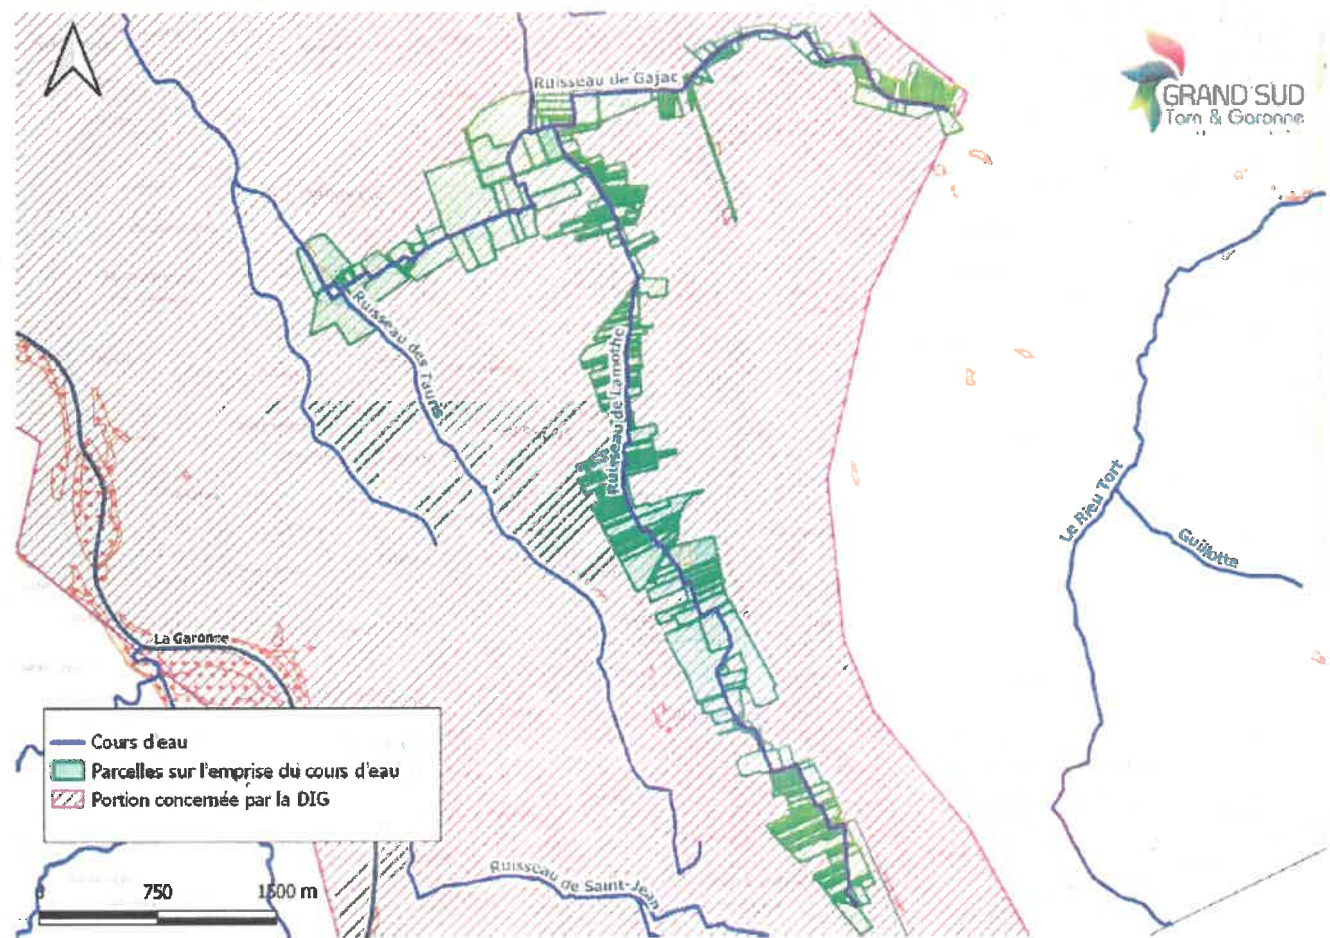 Ruisseau de Gajac
GRAND SUD
Tarn & Garonne
Ruisseau des Tauris
Ruisseau de Lamothe
Le Rieu Tort
Guillotte
La Garonne
Cours d'eau
Parcelles sur l'emprise du cours d'eau
Portion concernée par la DIG
Ruisseau de Saint-Jean
0 750 1500 m